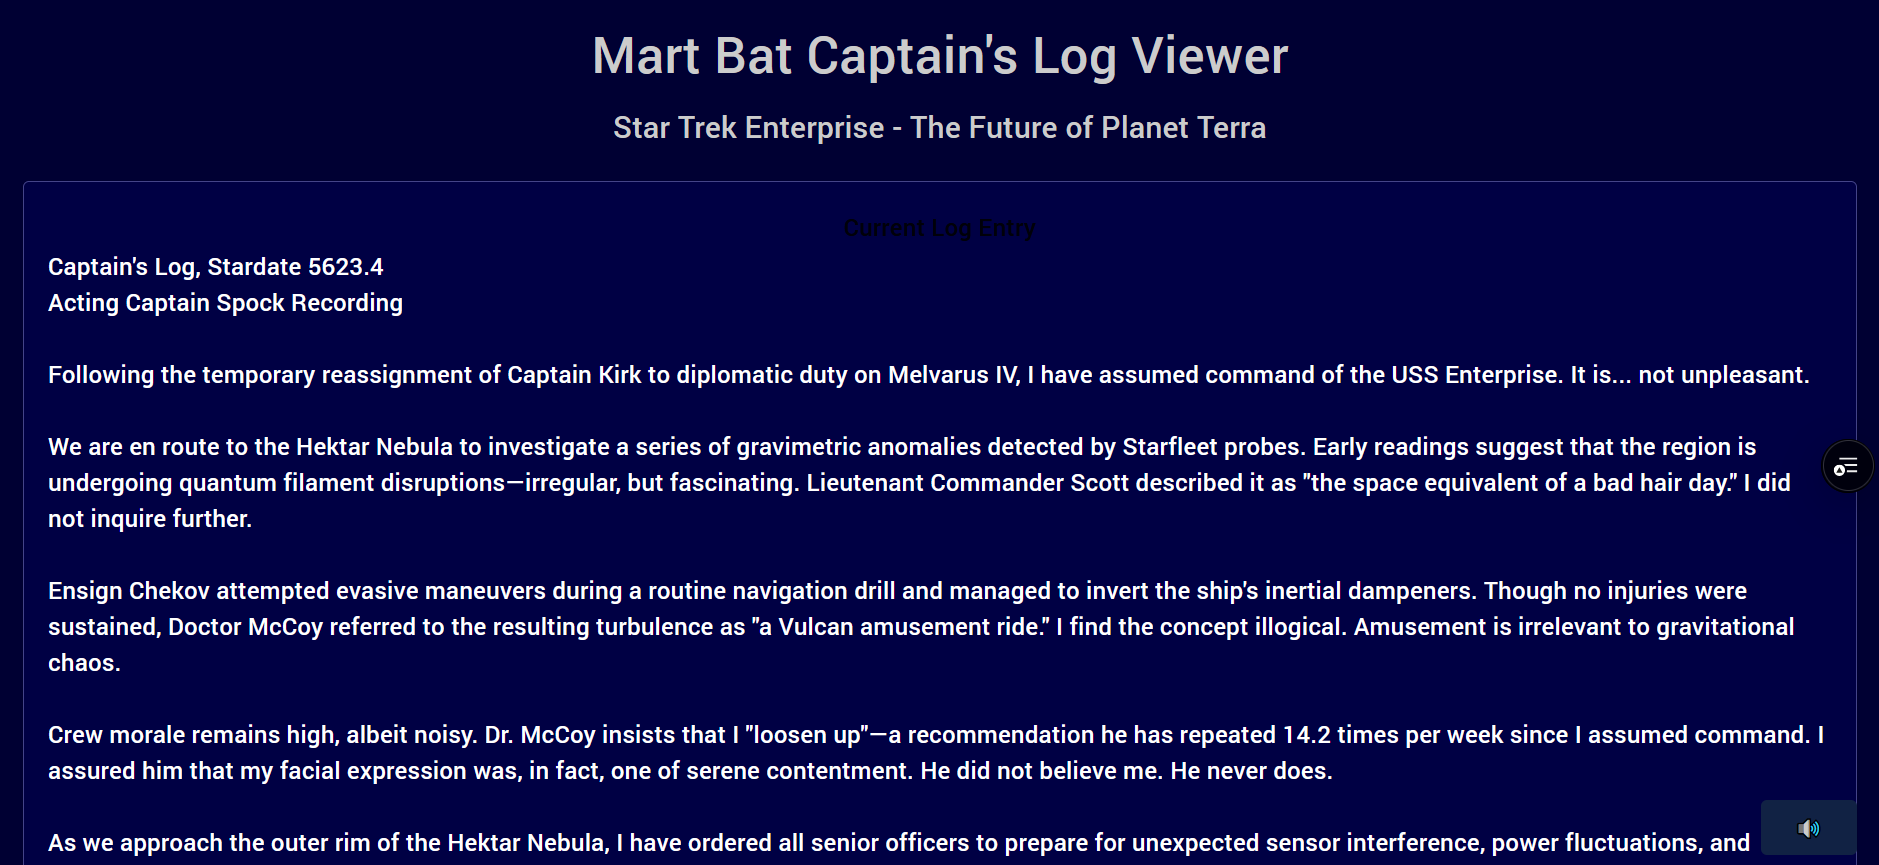 Mart Bat Captain's Log Viewer
Star Trek Enterprise - The Future of Planet Terra
Current Log Entry
Captain's Log, Stardate 5623.4
Acting Captain Spock Recording
Following the temporary reassignment of Captain Kirk to diplomatic duty on Melvarus IV, I have assumed command of the USS Enterprise. It is... not unpleasant.
We are en route to the Hektar Nebula to investigate a series of gravimetric anomalies detected by Starfleet probes. Early readings suggest that the region is
undergoing quantum filament disruptions—irregular, but fascinating. Lieutenant Commander Scott described it as "the space equivalent of a bad hair day." I did
not inquire further.
Ensign Chekov attempted evasive maneuvers during a routine navigation drill and managed to invert the ship's inertial dampeners. Though no injuries were
sustained, Doctor McCoy referred to the resulting turbulence as "a Vulcan amusement ride." I find the concept illogical. Amusement is irrelevant to gravitational
chaos.
Crew morale remains high, albeit noisy. Dr. McCoy insists that I "loosen up"—a recommendation he has repeated 14.2 times per week since I assumed command. I
assured him that my facial expression was, in fact, one of serene contentment. He did not believe me. He never does.
As we approach the outer rim of the Hektar Nebula, I have ordered all senior officers to prepare for unexpected sensor interference, power fluctuations, and